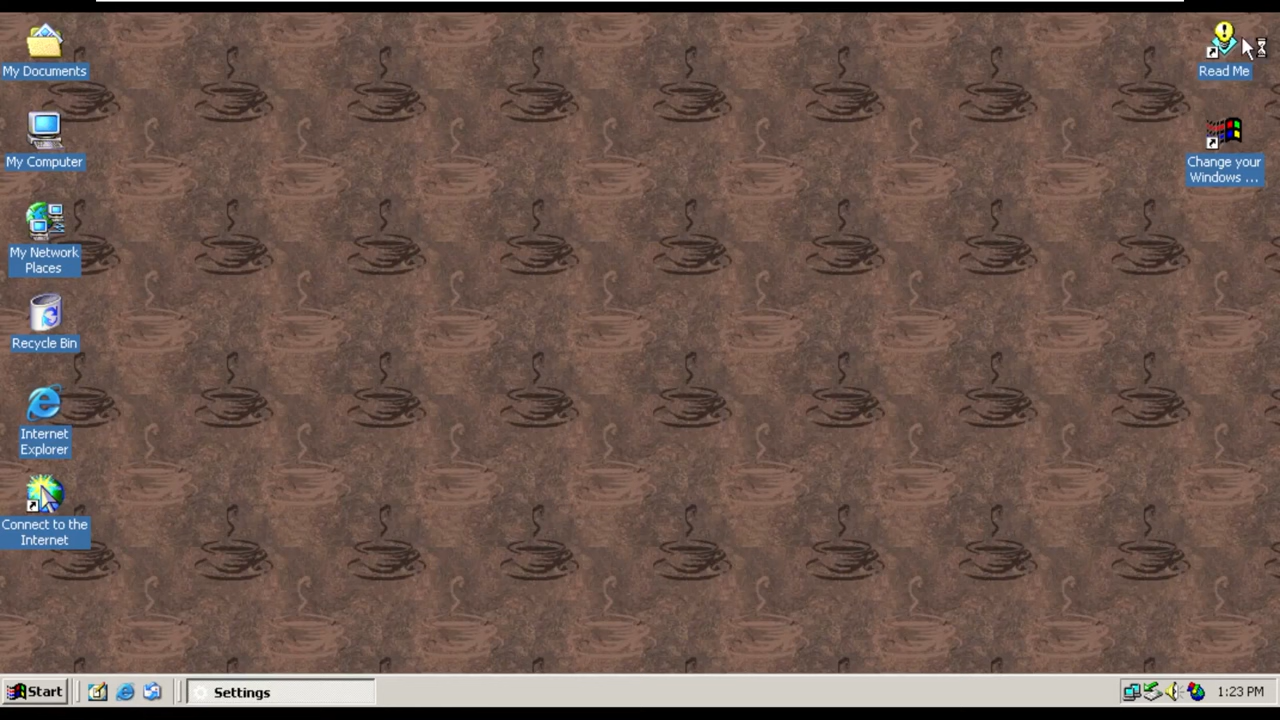 My Documents
My Computer
My Network
Places
Recycle Bin
Internet
Explorer
Connect to the
Internet
Read Me
Change your
Windows ...
Start
Settings
1:23 PM